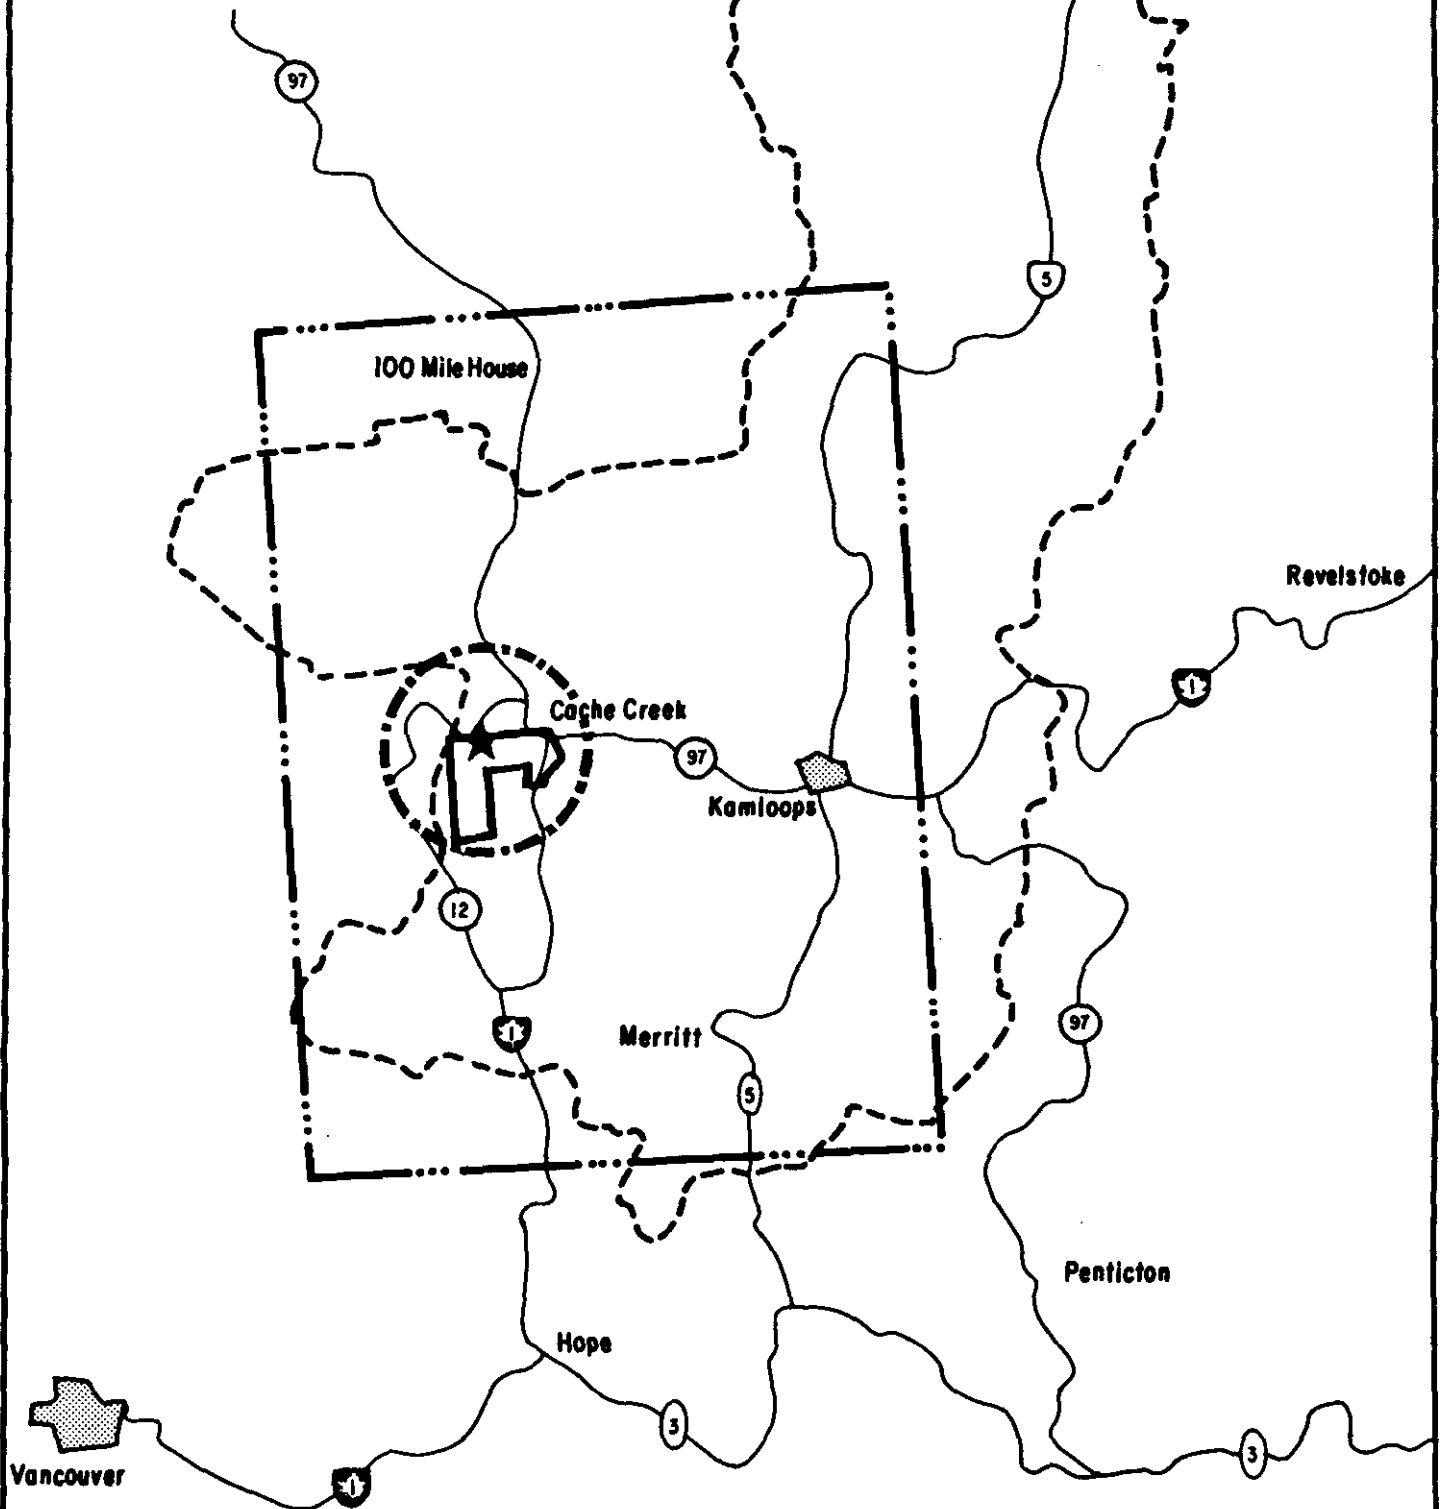 97
5
100 Mile House
Revelstoke
1
Cache Creek
97
Kamloops
12
1
Merritt
97
5
Penticton
Hope
3
3
Vancouver
1